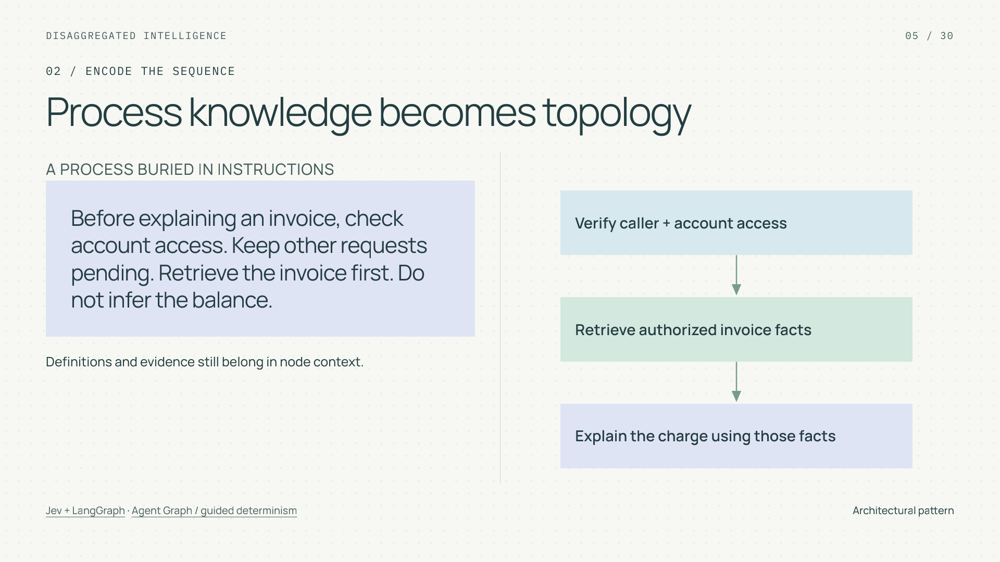 DISAGGREGATED INTELLIGENCE
05 / 30
02 / ENCODE THE SEQUENCE
Process knowledge becomes topology
A PROCESS BURIED IN INSTRUCTIONS
Before explaining an invoice, check
account access. Keep other requests
pending. Retrieve the invoice first. Do
not infer the balance.
Definitions and evidence still belong in node context.
Verify caller + account access
Retrieve authorized invoice facts
Explain the charge using those facts
Jev + LangGraph · Agent Graph / guided determinism
Architectural pattern